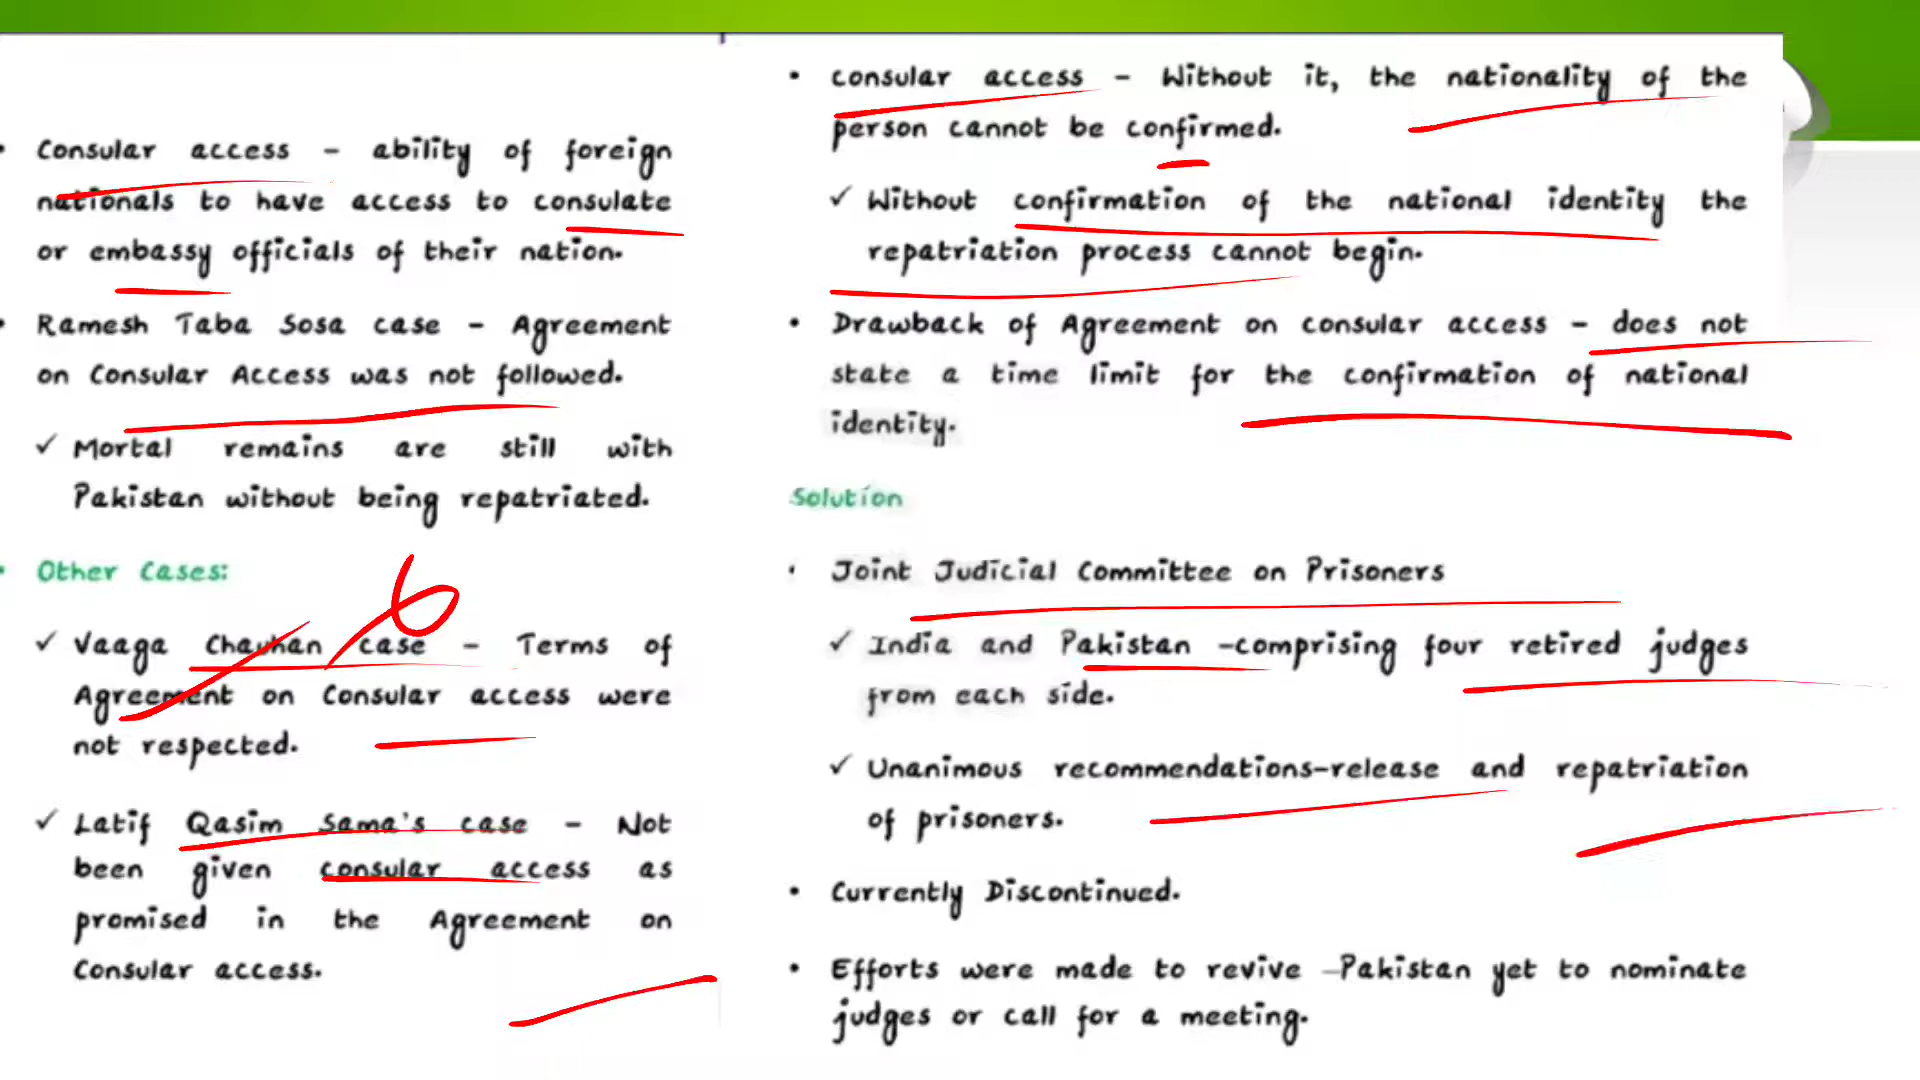 • Consular access - ability of foreign
nationals to have access to consulate
or embassy officials of their nation.
• Ramesh Taba Sosa case - Agreement
on Consular Access was not followed.
✓ Mortal remains are still with
Pakistan without being repatriated.
• Other Cases:
✓ Vaaga Chauhan case - Terms of
Agreement on Consular access were
not respected.
✓ Latif Qasim Sama's case - Not
been given consular access as
promised in the Agreement on
Consular access.
• consular access - Without it, the nationality of the
person cannot be confirmed.
✓ Without confirmation of the national identity the
repatriation process cannot begin.
• Drawback of Agreement on consular access - does not
state a time limit for the confirmation of national
identity.
Solution
• Joint Judicial Committee on Prisoners
✓ India and Pakistan -comprising four retired judges
from each side.
✓ Unanimous recommendations-release and repatriation
of prisoners.
• Currently Discontinued.
• Efforts were made to revive -Pakistan yet to nominate
judges or call for a meeting.